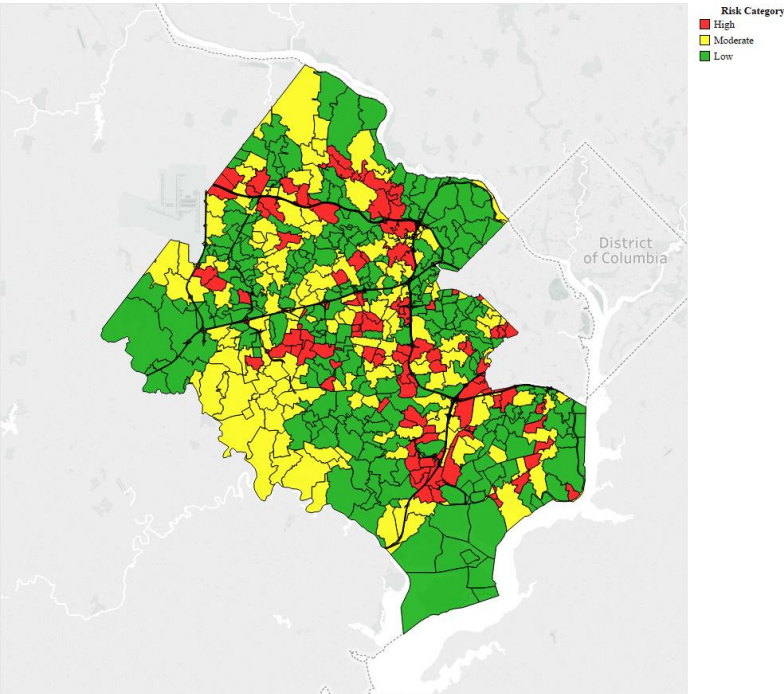 Risk Category
High
Moderate
Low
District
of Columbia